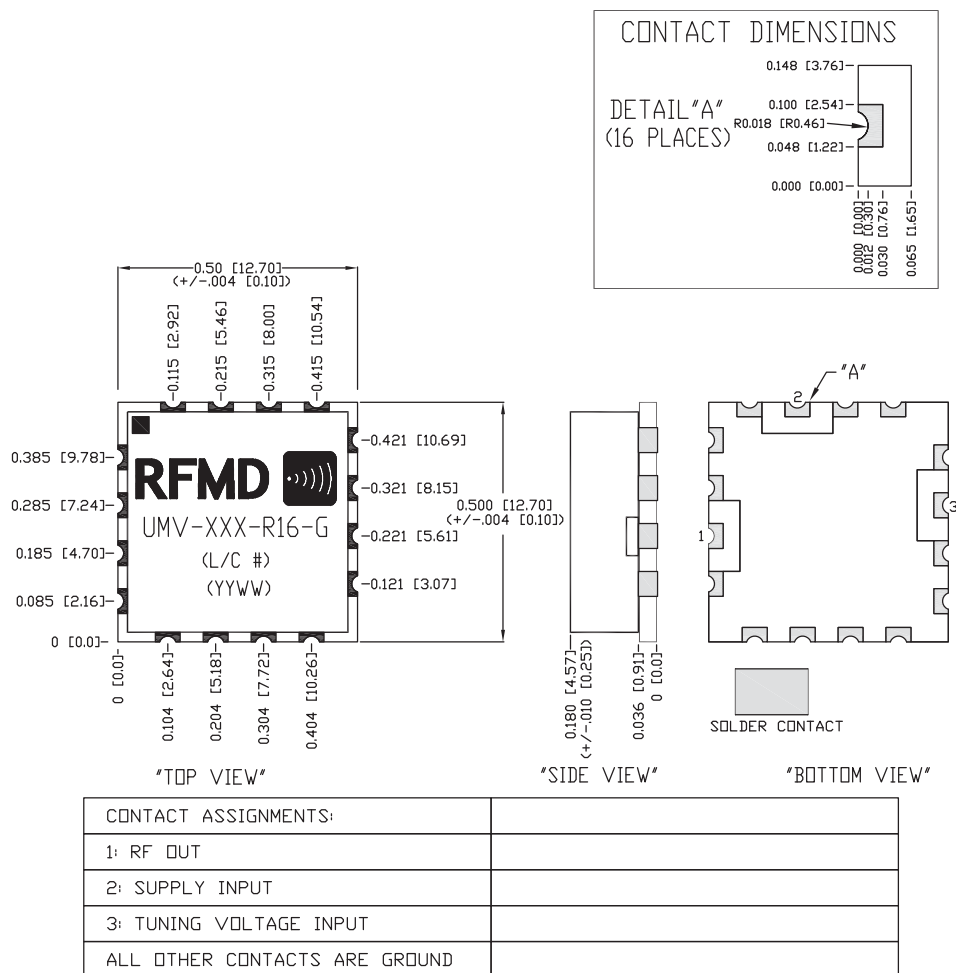 CONTACT DIMENSIONS
0.148 [3.76]
0.100 [2.54]
DETAIL"A"
(16 PLACES)
R0.018 [R0.46]
0.048 [1.22]
0.000 [0.00]
0.000 [0.00]
0.012 [0.30]
0.030 [0.76]
0.065 [1.65]
0.50 [12.70]
(+/-.004 [0.10])
0.115 [2.92]
0.215 [5.46]
0.315 [8.00]
0.415 [10.54]
"A"
2
0.385 [9.78]
0.285 [7.24]
0.185 [4.70]
0.085 [2.16]
0 [0.0]
RFMD
UMV-XXX-R16-G
(L/C #)
(YYWW)
0.421 [10.69]
0.321 [8.15]
0.221 [5.61]
0.121 [3.07]
0.500 [12.70]
(+/-.004 [0.10])
1
3
0 [0.0]
0.104 [2.64]
0.204 [5.18]
0.304 [7.72]
0.404 [10.26]
0.180 [4.57]
(+/-.010 [0.25])
0.036 [0.91]
0 [0.0]
SOLDER CONTACT
"TOP VIEW"
"SIDE VIEW"
"BOTTOM VIEW"
CONTACT ASSIGNMENTS:
1: RF OUT
2: SUPPLY INPUT
3: TUNING VOLTAGE INPUT
ALL OTHER CONTACTS ARE GROUND